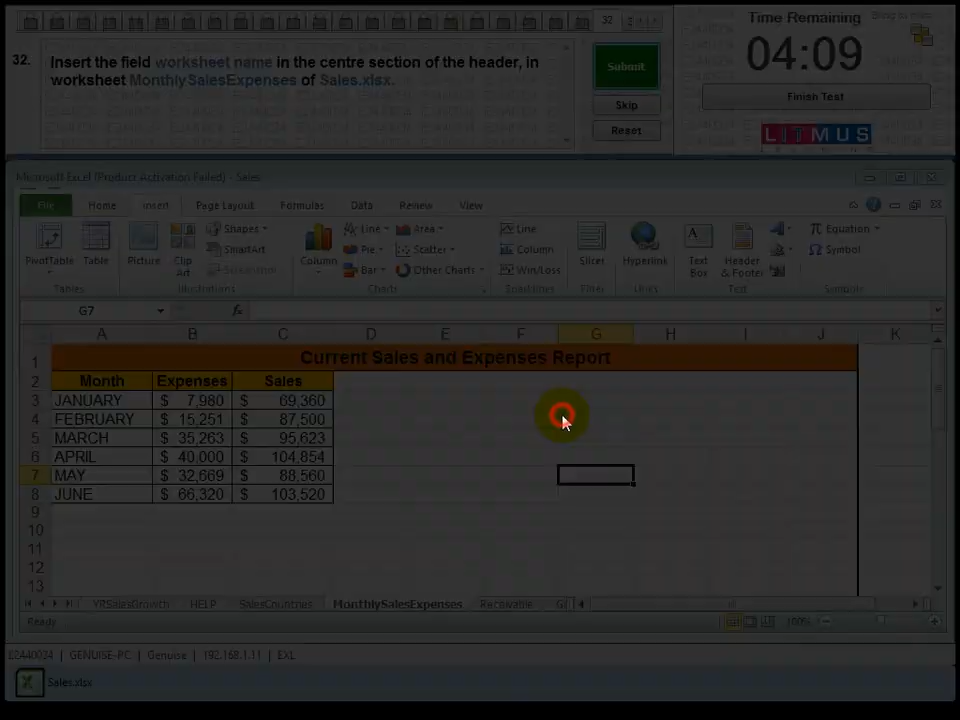 32
Time Remaining
04:09
Finish Test
LITMUS
32.
Insert the field worksheet name in the centre section of the header, in
worksheet MonthlySalesExpenses of Sales.xlsx.
Submit
Skip
Reset
Microsoft Excel (Product Activation Failed) - Sales
File Home Insert Page Layout Formulas Data Review View
PivotTable Table Picture Clip Art Shapes SmartArt Screenshot
Column Line Pie Bar Area Scatter Other Charts
Line Column Win/Loss Slicer Hyperlink Text Box Header & Footer Equation Symbol
Tables Illustrations Charts Sparklines Filter Links Text Symbols
G7 fx
A B C D E F G H I J K
1 Current Sales and Expenses Report
2 Month Expenses Sales
3 JANUARY $ 7,980 $ 69,360
4 FEBRUARY $ 15,251 $ 87,500
5 MARCH $ 35,263 $ 95,623
6 APRIL $ 40,000 $ 104,854
7 MAY $ 32,669 $ 88,560
8 JUNE $ 66,320 $ 103,520
9
10
11
12
13
YRSalesGrowth HELP SalesCountries MonthlySalesExpenses Receivable
Ready 100%
GENUISE-PC | Genuise | 192.168.1.11 | EXL
Sales.xlsx